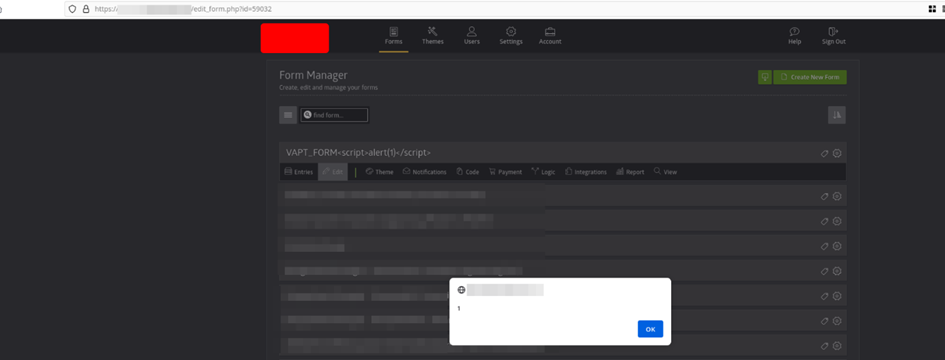 https:// /edit_form.php?id=59032
Forms Themes Users Settings Account Help Sign Out
Form Manager
Create, edit and manage your forms
Create New Form
find form...
VAPT_FORM<script>alert(1)</script>
Entries Edit Theme Notifications Code Payment Logic Integrations Report View
1
OK